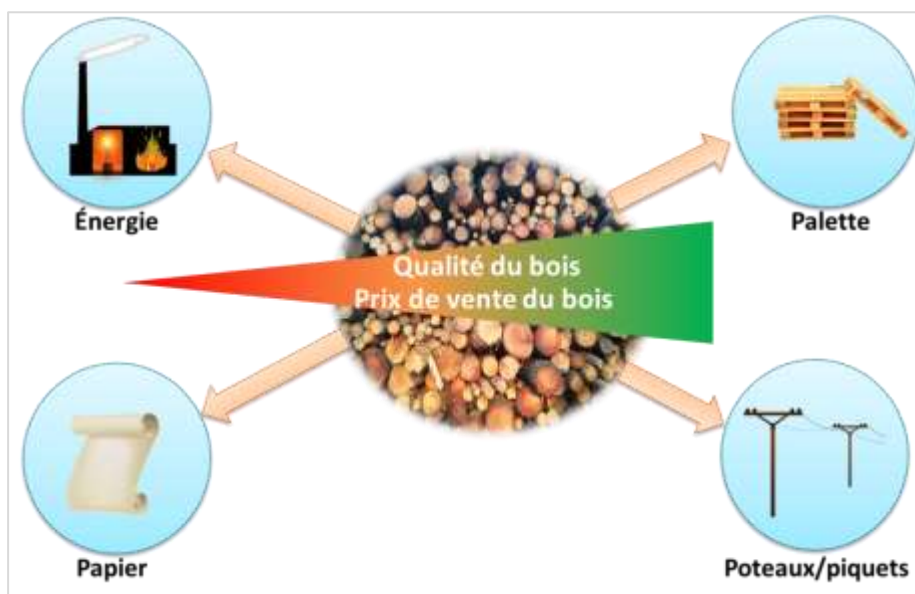 Énergie
Palette
Qualité du bois
Prix de vente du bois
Papier
Poteaux/piquets